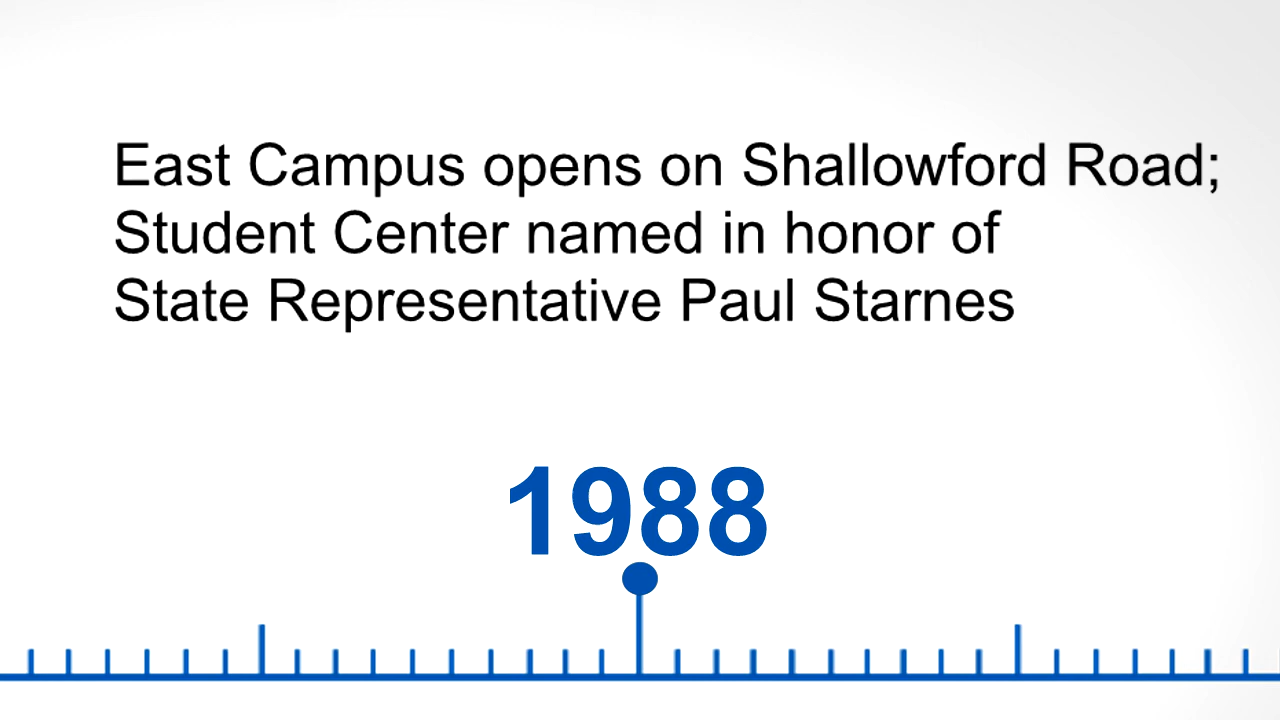 East Campus opens on Shallowford Road;
Student Center named in honor of
State Representative Paul Starnes
1988